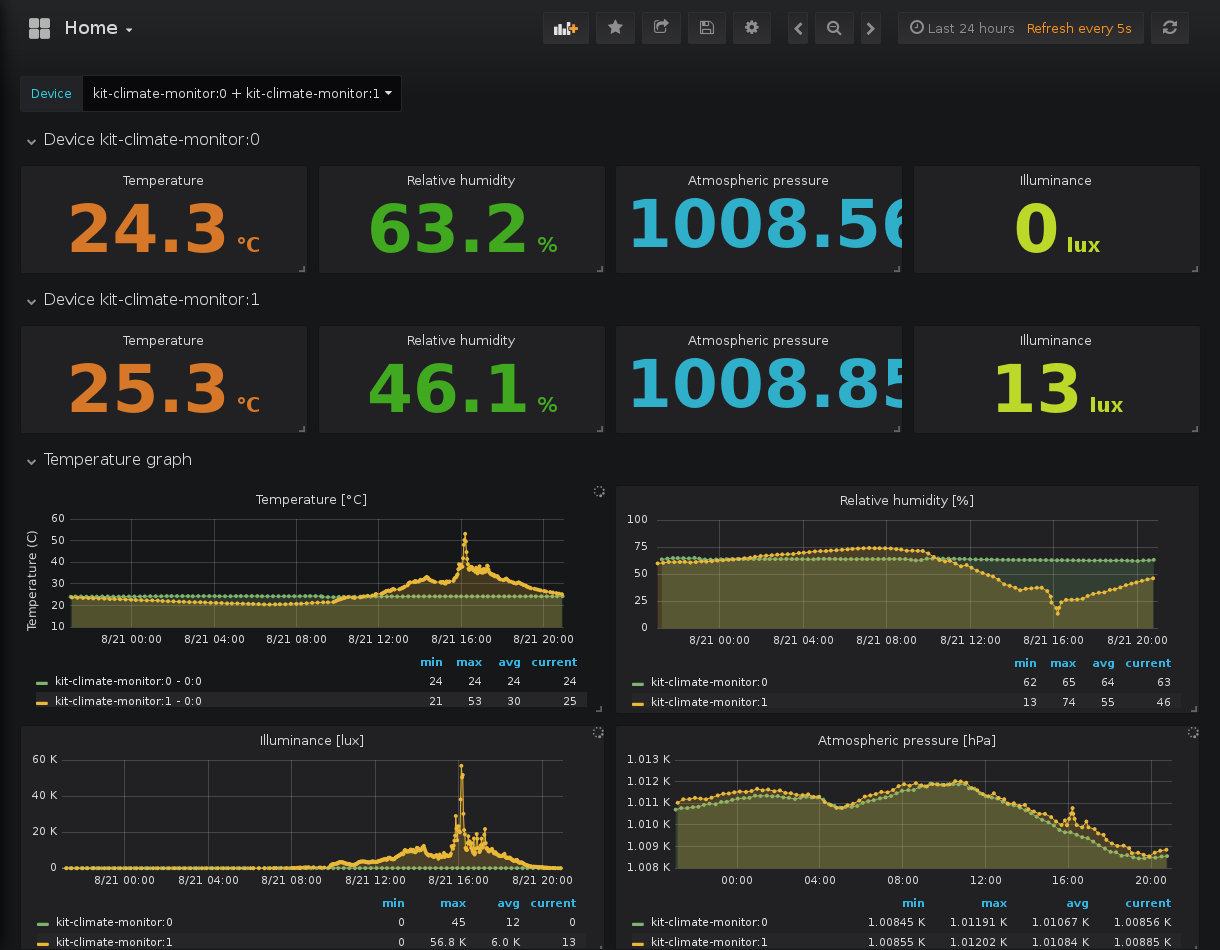 Home
Last 24 hours Refresh every 5s
Device kit-climate-monitor:0 + kit-climate-monitor:1
Device kit-climate-monitor:0
Temperature Relative humidity Atmospheric pressure Illuminance
24.3 °C 63.2 % 1008.56 0 lux
Device kit-climate-monitor:1
Temperature Relative humidity Atmospheric pressure Illuminance
25.3 °C 46.1 % 1008.85 13 lux
Temperature graph
Temperature [°C]
Temperature (C)
60
50
40
30
20
10
8/21 00:00 8/21 04:00 8/21 08:00 8/21 12:00 8/21 16:00 8/21 20:00
min max avg current
kit-climate-monitor:0 - 0:0 24 24 24 24
kit-climate-monitor:1 - 0:0 21 53 30 25
Relative humidity [%]
100
75
50
25
0
8/21 00:00 8/21 04:00 8/21 08:00 8/21 12:00 8/21 16:00 8/21 20:00
min max avg current
kit-climate-monitor:0 62 65 64 63
kit-climate-monitor:1 13 74 55 46
Illuminance [lux]
60 K
40 K
20 K
0
8/21 00:00 8/21 04:00 8/21 08:00 8/21 12:00 8/21 16:00 8/21 20:00
min max avg current
kit-climate-monitor:0 0 45 12 0
kit-climate-monitor:1 0 56.8 K 6.0 K 13
Atmospheric pressure [hPa]
1.013 K
1.012 K
1.011 K
1.010 K
1.009 K
1.008 K
00:00 04:00 08:00 12:00 16:00 20:00
min max avg current
kit-climate-monitor:0 1.00845 K 1.01191 K 1.01067 K 1.00856 K
kit-climate-monitor:1 1.00855 K 1.01202 K 1.01084 K 1.00885 K